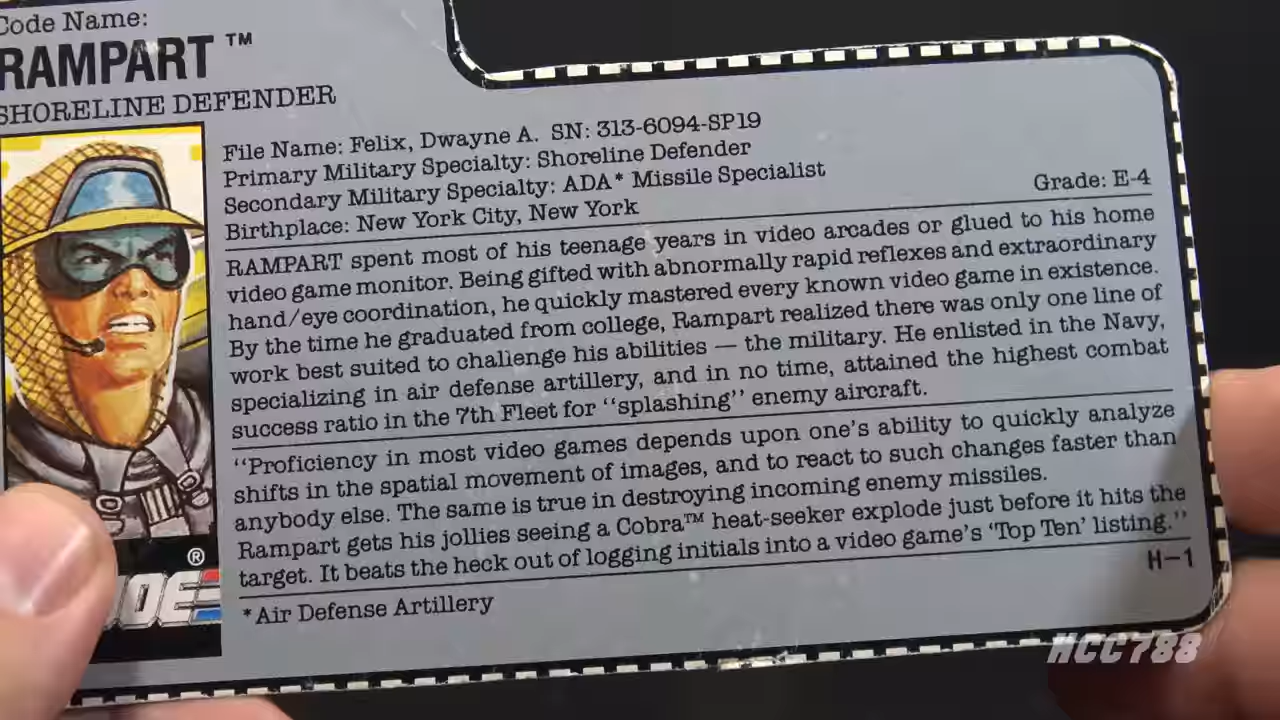 Code Name:
RAMPART ™
SHORELINE DEFENDER
File Name: Felix, Dwayne A. SN: 313-6094-SP19
Primary Military Specialty: Shoreline Defender
Secondary Military Specialty: ADA* Missile Specialist
Birthplace: New York City, New York
Grade: E-4
RAMPART spent most of his teenage years in video arcades or glued to his home
video game monitor. Being gifted with abnormally rapid reflexes and extraordinary
hand/eye coordination, he quickly mastered every known video game in existence.
By the time he graduated from college, Rampart realized there was only one line of
work best suited to challenge his abilities — the military. He enlisted in the Navy,
specializing in air defense artillery, and in no time, attained the highest combat
success ratio in the 7th Fleet for “splashing” enemy aircraft.
“Proficiency in most video games depends upon one’s ability to quickly analyze
shifts in the spatial movement of images, and to react to such changes faster than
anybody else. The same is true in destroying incoming enemy missiles.
Rampart gets his jollies seeing a Cobra™ heat-seeker explode just before it hits the
target. It beats the heck out of logging initials into a video game’s ‘Top Ten’ listing.”
H-1
*Air Defense Artillery
®
JOE
HCC788